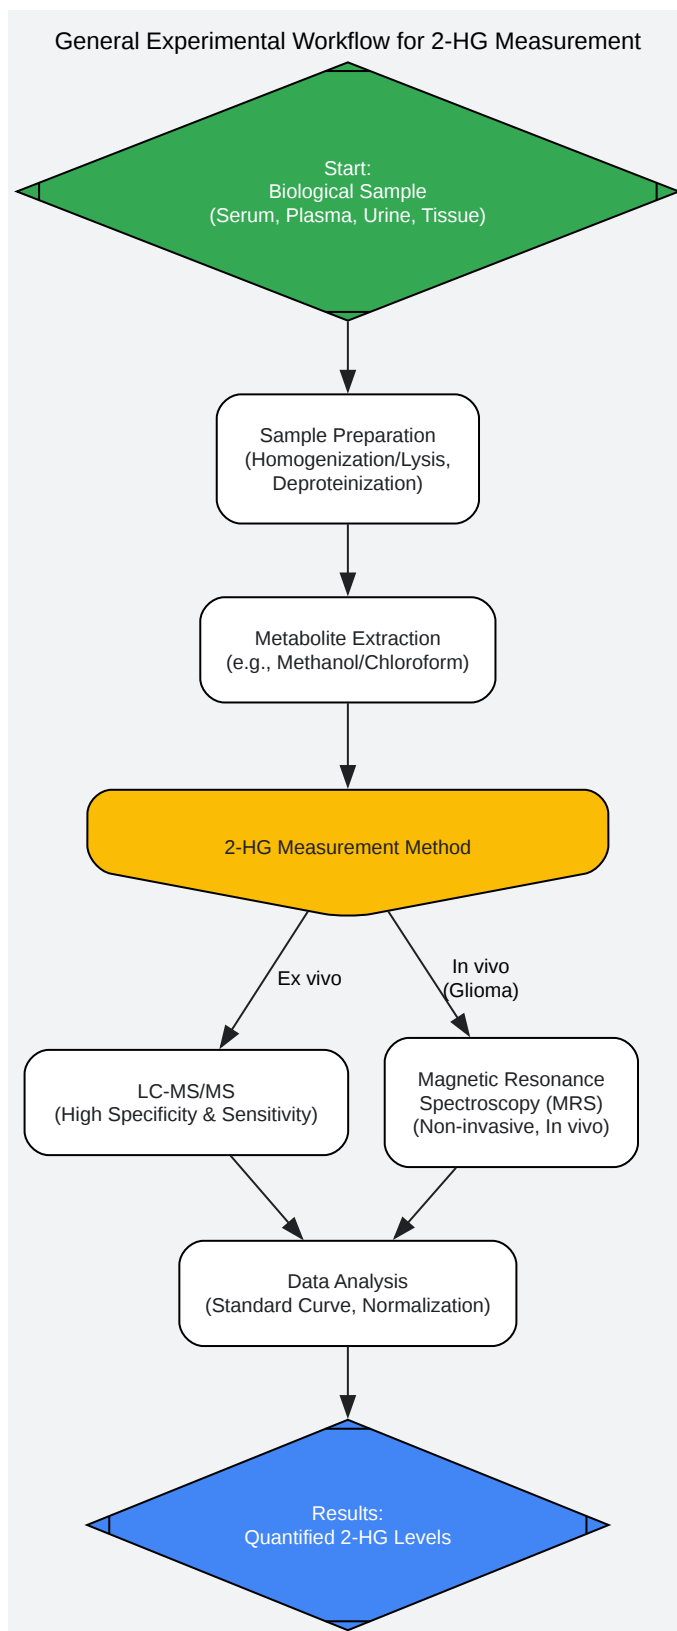 General Experimental Workflow for 2-HG Measurement
Start:
Biological Sample
(Serum, Plasma, Urine, Tissue)
Sample Preparation
(Homogenization/Lysis,
Deproteinization)
Metabolite Extraction
(e.g., Methanol/Chloroform)
2-HG Measurement Method
Ex vivo
In vivo
(Glioma)
LC-MS/MS
(High Specificity & Sensitivity)
Magnetic Resonance
Spectroscopy (MRS)
(Non-invasive, In vivo)
Data Analysis
(Standard Curve, Normalization)
Results:
Quantified 2-HG Levels